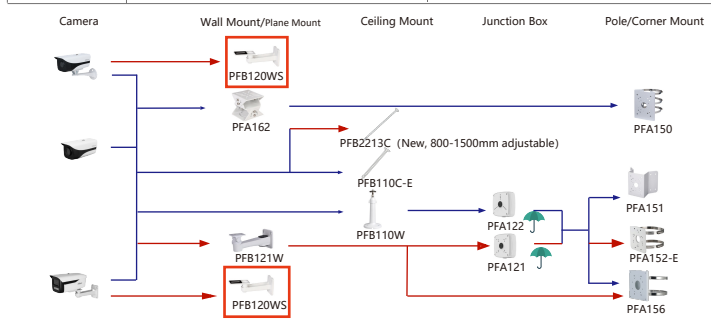 Camera
Wall Mount/Plane Mount
Ceiling Mount
Junction Box
Pole/Corner Mount
PFB120WS
PFA162
PFA150
PFB2213C（New, 800-1500mm adjustable）
PFB110C-E
PFA151
PFB110W
PFA122
PFB121W
PFA121
PFA152-E
PFB120WS
PFA156